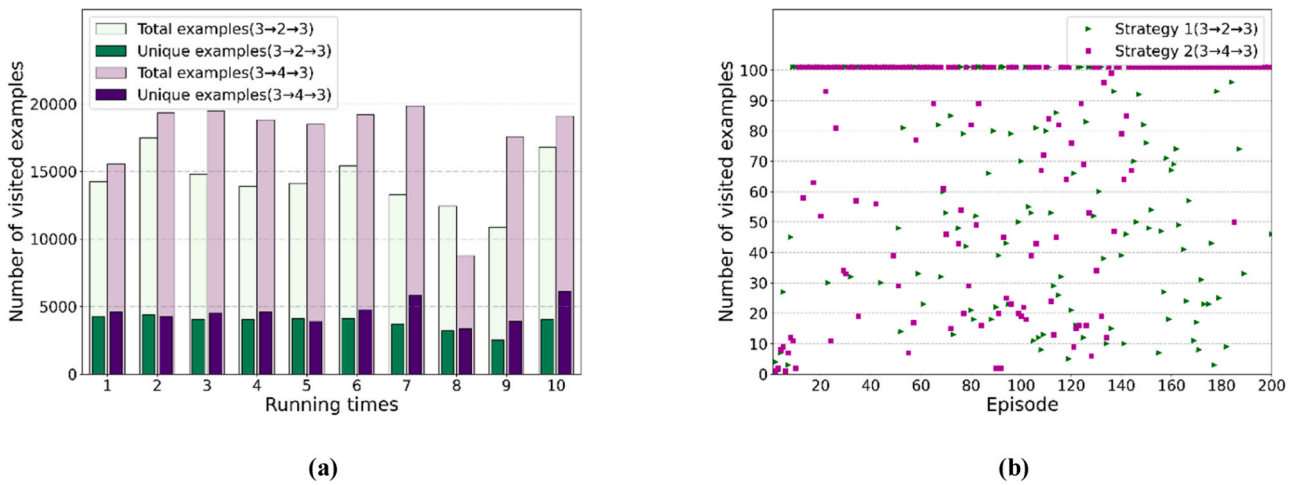 Total examples(3→2→3)
Unique examples(3→2→3)
Total examples(3→4→3)
Unique examples(3→4→3)
Number of visited examples
20000
15000
10000
5000
0
1 2 3 4 5 6 7 8 9 10
Running times
(a)
Strategy 1(3→2→3)
Strategy 2(3→4→3)
Number of visited examples
100
90
80
70
60
50
40
30
20
10
0
20 40 60 80 100 120 140 160 180 200
Episode
(b)